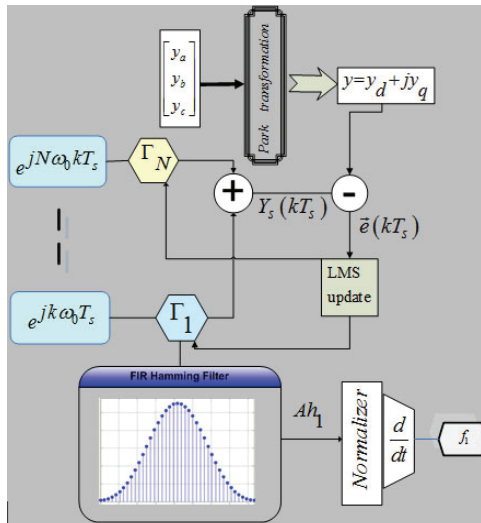 [y_a
y_b
y_c]
Park transformation
y=y_d+jy_q
e^{jNω_0kT_s}
Γ_N
+
Y_s(kT_s)
-
e⃗(kT_s)
LMS
update
e^{jkω_0T_s}
Γ_1
FIR Hamming Filter
Ah_1
Normalizer
d/dt
f_1